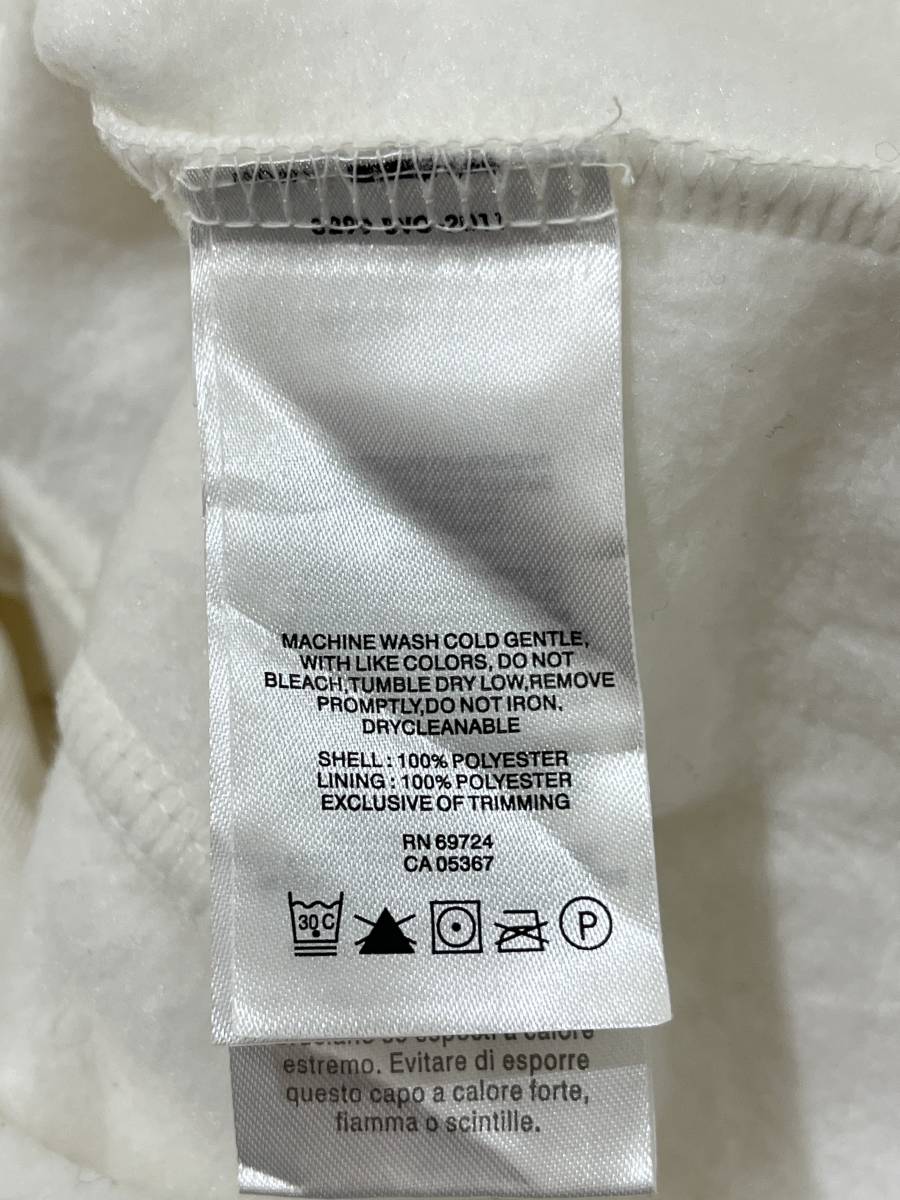 MACHINE WASH COLD GENTLE,
WITH LIKE COLORS, DO NOT
BLEACH,TUMBLE DRY LOW,REMOVE
PROMPTLY,DO NOT IRON,
DRYCLEANABLE
SHELL : 100% POLYESTER
LINING : 100% POLYESTER
EXCLUSIVE OF TRIMMING
RN 69724
CA 05367
30C
P
a calore
estremo. Evitare di esporre
questo capo a calore forte,
fiamma o scintille.